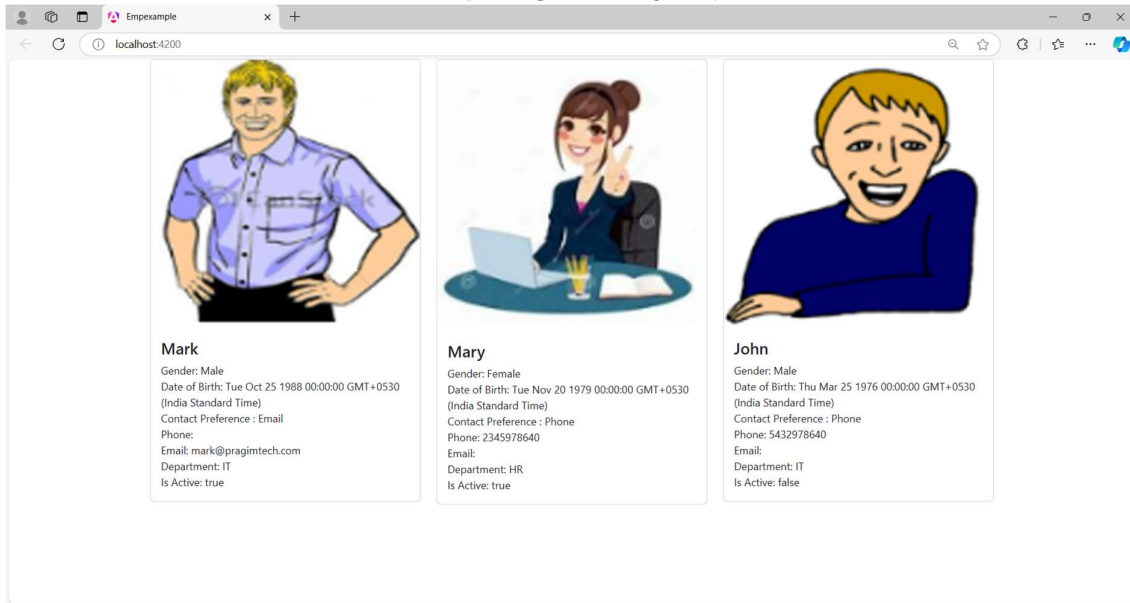 Empexample
localhost:4200
CanStock
Mark
Gender: Male
Date of Birth: Tue Oct 25 1988 00:00:00 GMT+0530
(India Standard Time)
Contact Preference : Email
Phone:
Email: mark@pragimtech.com
Department: IT
Is Active: true
Mary
Gender: Female
Date of Birth: Tue Nov 20 1979 00:00:00 GMT+0530
(India Standard Time)
Contact Preference : Phone
Phone: 2345978640
Email:
Department: HR
Is Active: true
John
Gender: Male
Date of Birth: Thu Mar 25 1976 00:00:00 GMT+0530
(India Standard Time)
Contact Preference : Phone
Phone: 5432978640
Email:
Department: IT
Is Active: false